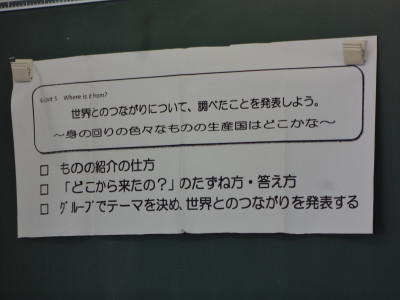 6 Unit 5 Where is it from?
世界とのつながりについて、調べたことを発表しよう。
～身の回りの色々なものの生産国はどこかな～
□ ものの紹介の仕方
□ 「どこから来たの？」のたずね方・答え方
□ グループでテーマを決め、世界とのつながりを発表する